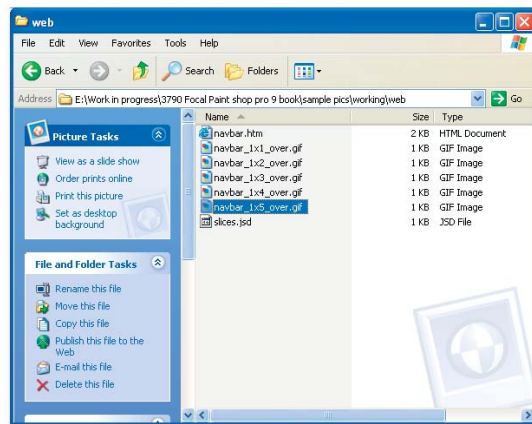 web
File Edit View Favorites Tools Help
Back Search Folders
Address E:\Work in progress\3790 Focal Paint shop pro 9 book\sample pics\working\web Go
Picture Tasks
View as a slide show
Order prints online
Print this picture
Set as desktop
background
File and Folder Tasks
Rename this file
Move this file
Copy this file
Publish this file to the
Web
E-mail this file
Delete this file
Name Size Type
navbar.htm 2 KB HTML Document
navbar_1x1_over.gif 1 KB GIF Image
navbar_1x2_over.gif 1 KB GIF Image
navbar_1x3_over.gif 1 KB GIF Image
navbar_1x4_over.gif 1 KB GIF Image
navbar_1x5_over.gif 1 KB GIF Image
slices.jsd 1 KB JSD File